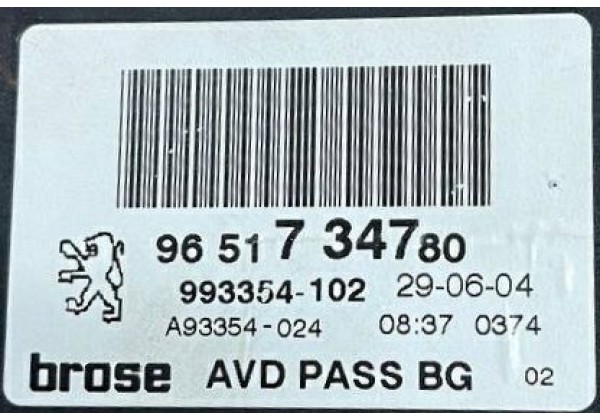 96 51 7 347 80
993354-102 29-06-04
A93354-024 08:37 0374
brose AVD PASS BG 02